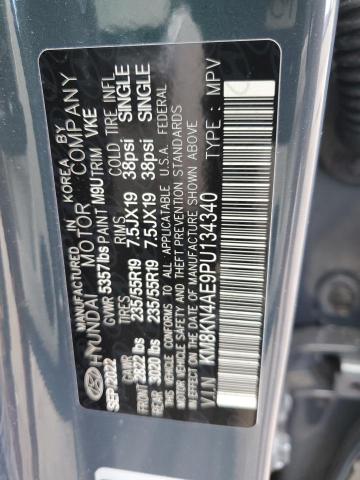 MANUFACTURED IN KOREA BY
HYUNDAI MOTOR COMPANY
SEP/2022 GVWR 5357 lbs PAINT M9U TRIM VKE
GAWR TIRES RIMS COLD TIRE INFL
FRONT 2822 lbs 235/55R19 7.5JX19 38psi SINGLE
REAR 3020 lbs 235/55R19 7.5JX19 38psi SINGLE
THIS VEHICLE CONFORMS TO ALL APPLICABLE U.S.A. FEDERAL
MOTOR VEHICLE SAFETY, BUMPER, AND THEFT PREVENTION STANDARDS
IN EFFECT ON THE DATE OF MANUFACTURE SHOWN ABOVE.
V.I.N : KM8KN4AE9PU134340 TYPE : MPV